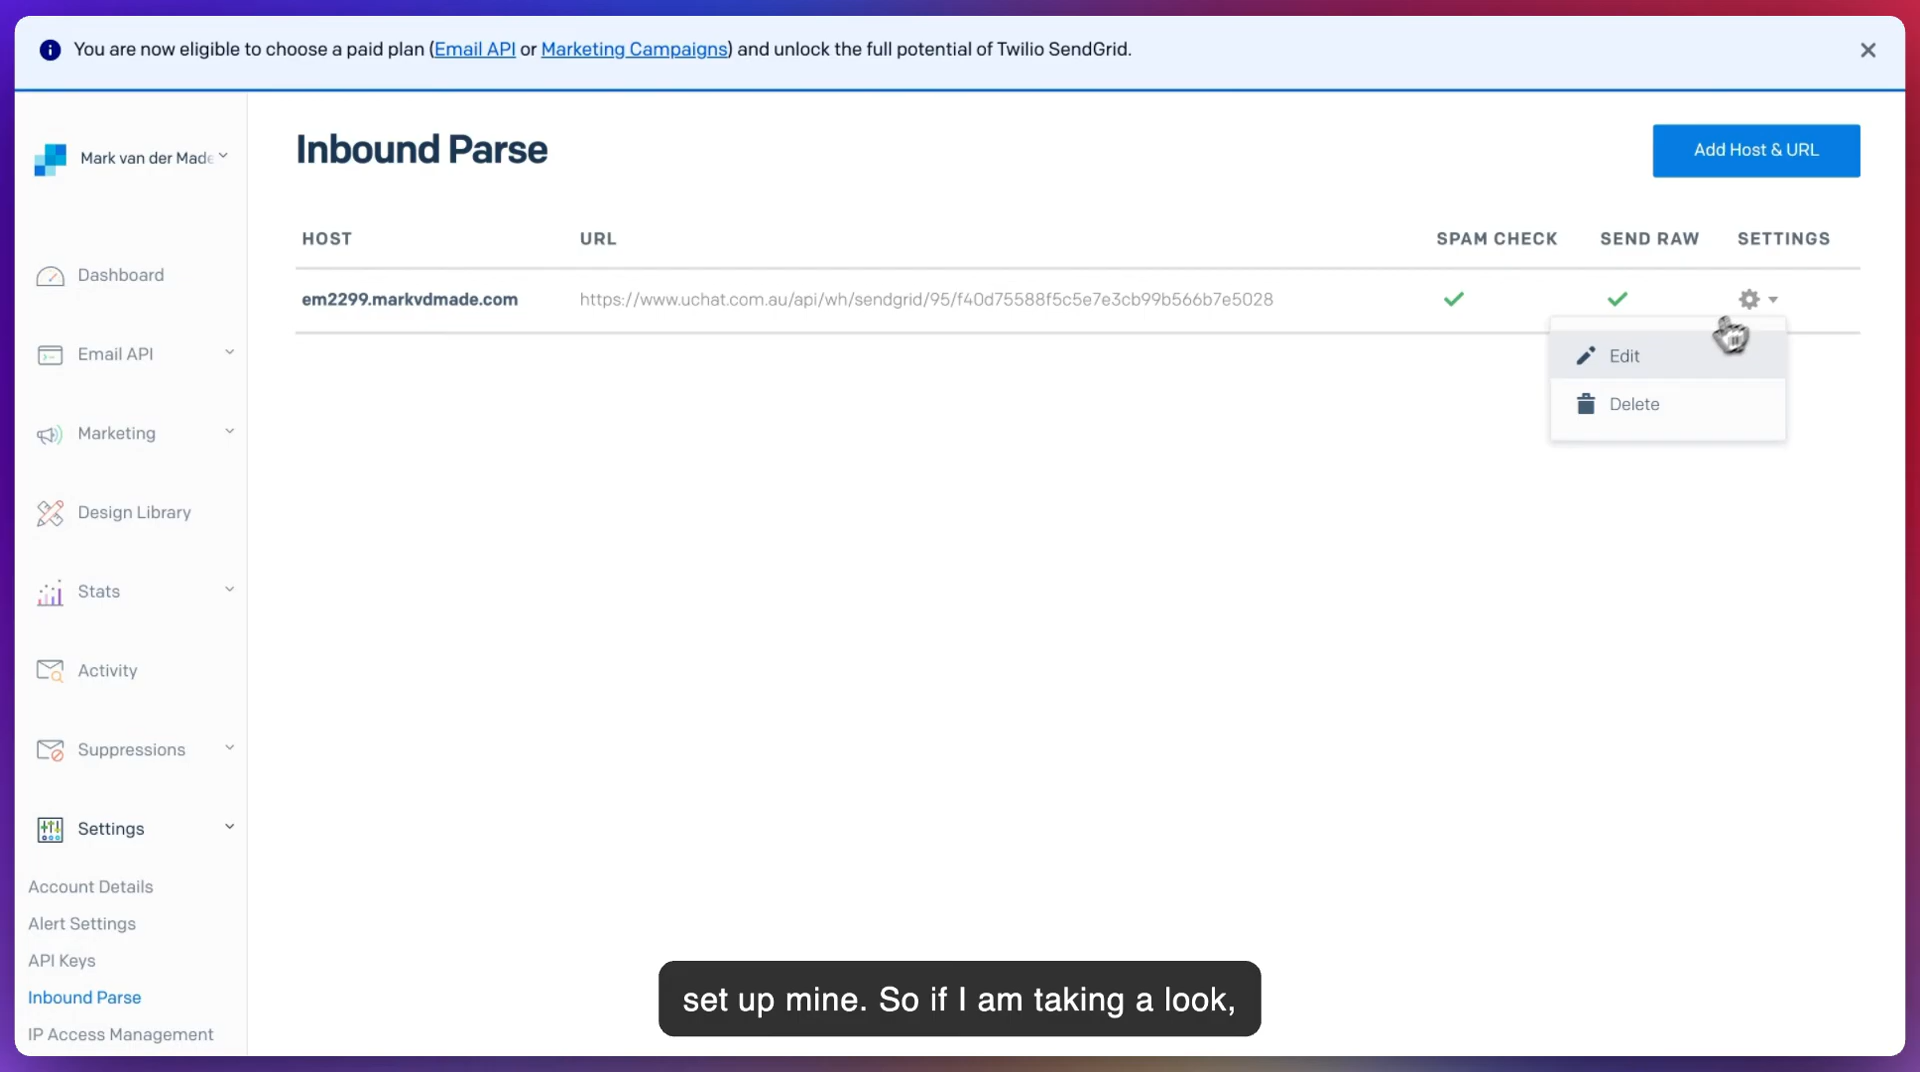 You are now eligible to choose a paid plan (Email API or Marketing Campaigns) and unlock the full potential of Twilio SendGrid.
Mark van der Made
Inbound Parse
Add Host & URL
HOST URL SPAM CHECK SEND RAW SETTINGS
em2299.markvdmade.com https://www.uchat.com.au/api/wh/sendgrid/95/f40d75588f5c5e7e3cb99b566b7e5028
Edit
Delete
Dashboard
Email API
Marketing
Design Library
Stats
Activity
Suppressions
Settings
Account Details
Alert Settings
API Keys
Inbound Parse
IP Access Management
set up mine. So if I am taking a look,